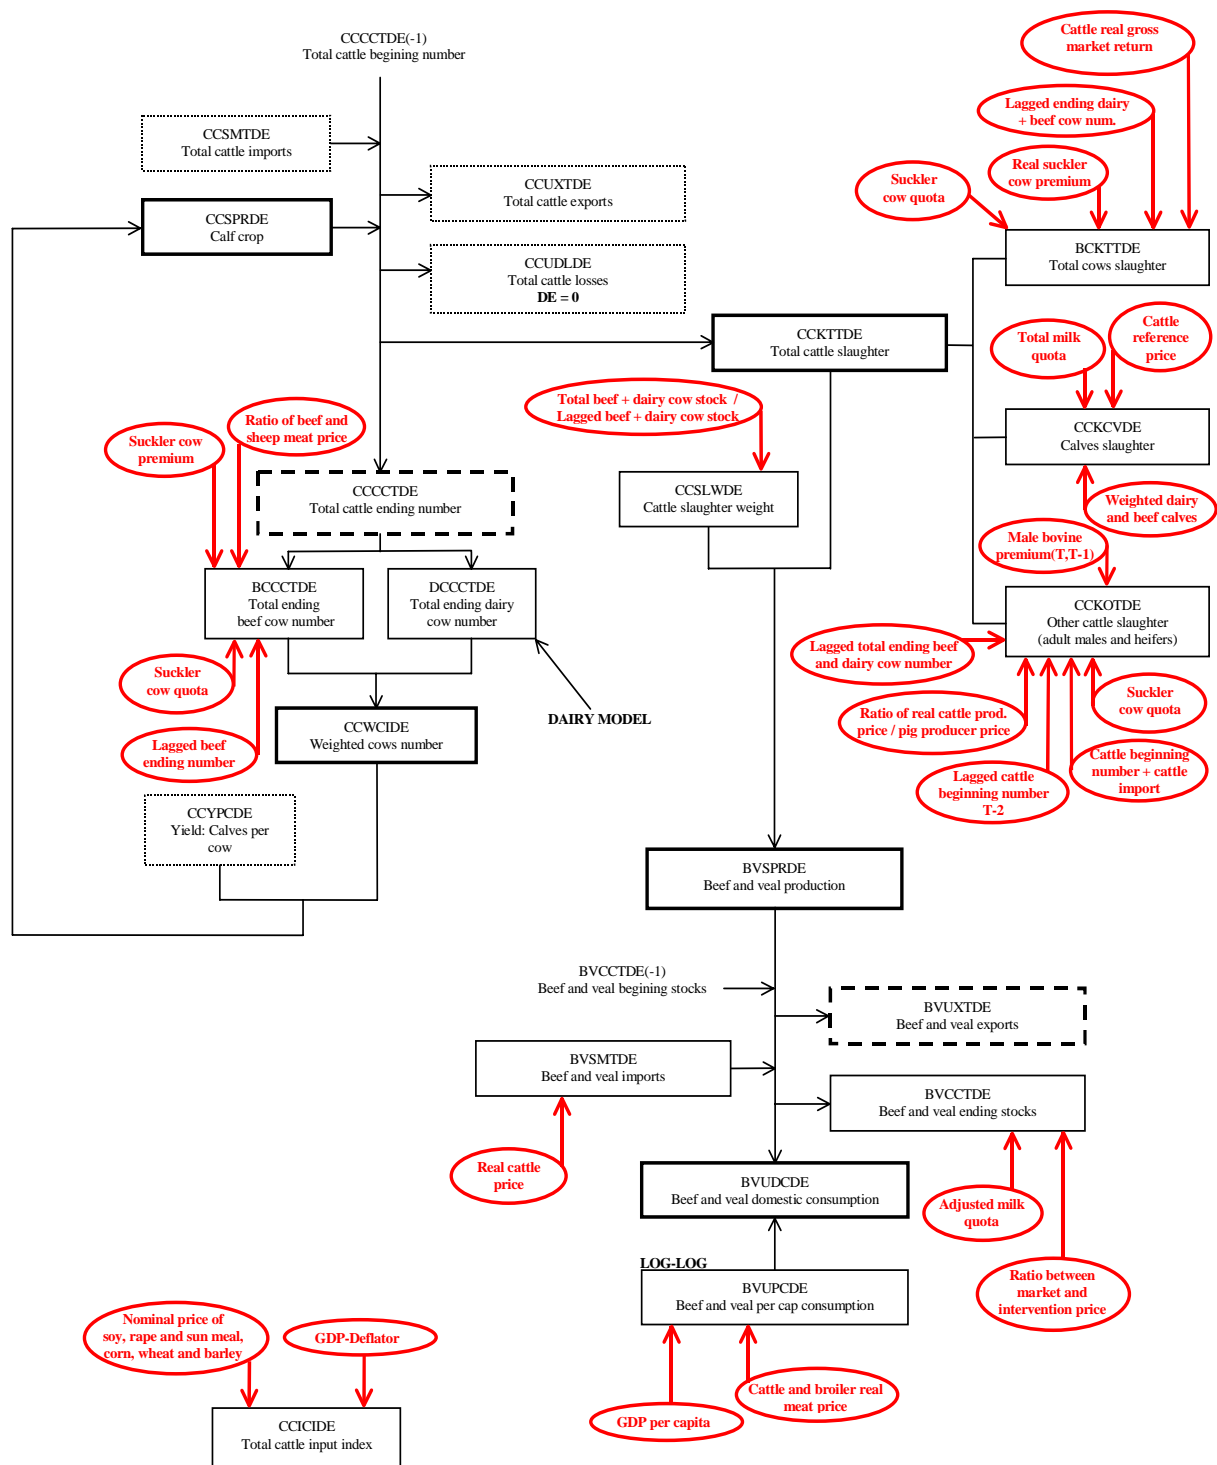 CCCCTDE(-1)
Total cattle begining number
Cattle real gross
market return
CCSMTDE
Total cattle imports
Lagged ending dairy
+ beef cow num.
CCUXTDE
Total cattle exports
Suckler
cow quota
Real suckler
cow premium
CCSPRDE
Calf crop
BCKTTDE
Total cows slaughter
CCUDLDE
Total cattle losses
DE = 0
CCKTTDE
Total cattle slaughter
Total milk
quota
Cattle
reference
price
Total beef + dairy cow stock /
Lagged beef + dairy cow stock
Ratio of beef and
sheep meat price
Suckler cow
premium
CCKCVDE
Calves slaughter
CCCCTDE
Total cattle ending number
CCSLWDE
Cattle slaughter weight
Weighted dairy
and beef calves
Male bovine
premium(T,T-1)
BCCCTDE
Total ending
beef cow number
DCCCTDE
Total ending dairy
cow number
CCKOTDE
Other cattle slaughter
(adult males and heifers)
Lagged total ending beef
and dairy cow number
Suckler
cow quota
DAIRY MODEL
Ratio of real cattle prod.
price / pig producer price
Suckler
cow quota
CCWCIDE
Weighted cows number
Lagged beef
ending number
Cattle beginning
number + cattle
import
Lagged cattle
beginning number
T-2
CCYPCDE
Yield: Calves per
cow
BVSPRDE
Beef and veal production
BVCCTDE(-1)
Beef and veal begining stocks
BVUXTDE
Beef and veal exports
BVSMTDE
Beef and veal imports
BVCCTDE
Beef and veal ending stocks
Real cattle
price
BVUDCDE
Beef and veal domestic consumption
Adjusted milk
quota
LOG-LOG
BVUPCDE
Beef and veal per cap consumption
Ratio between
market and
intervention price
Nominal price of
soy, rape and sun meal,
corn, wheat and barley
GDP-Deflator
Cattle and broiler real
meat price
GDP per capita
CCICIDE
Total cattle input index